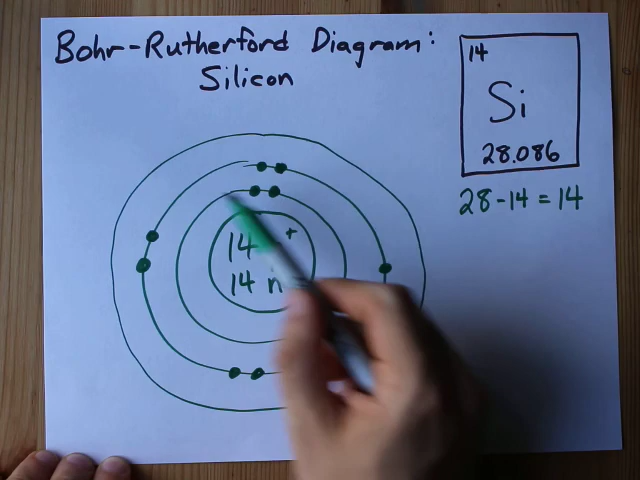 Bohr-Rutherford Diagram:
Silicon
14
Si
28.086
28-14=14
14 +
14 n